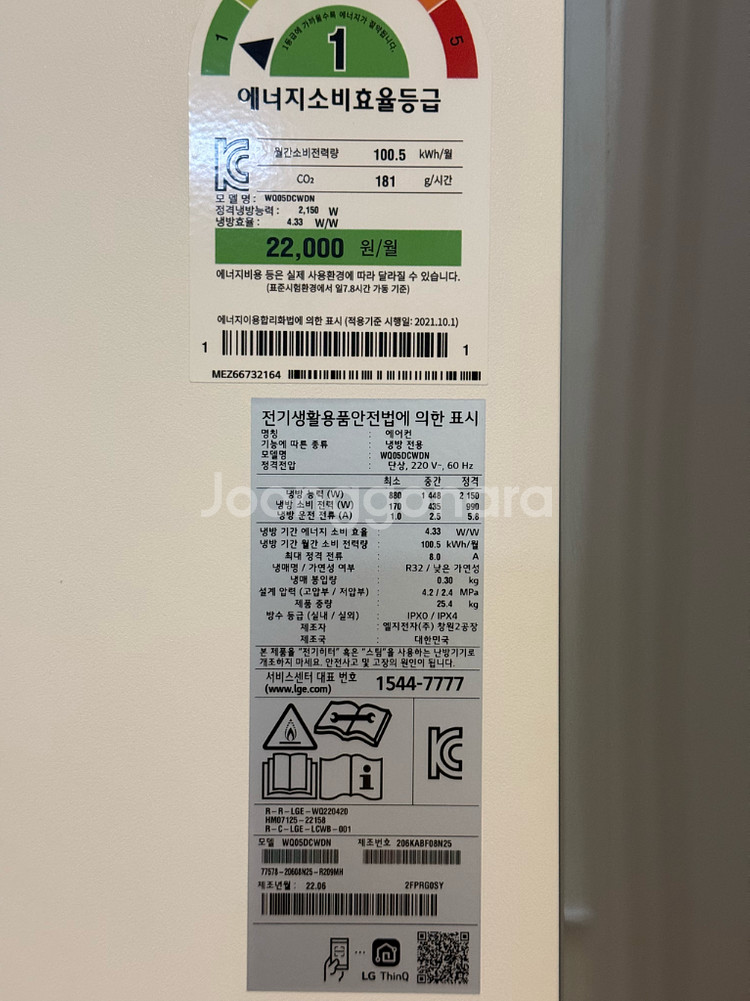 1등급에 가까울수록 에너지가 절약됩니다.
1
1
5
에너지소비효율등급
월간소비전력량 100.5 kWh/월
CO₂ 181 g/시간
모 델 명 : WQ05DCWDN
정격냉방능력 : 2,150 W
냉방효율 : 4.33 W/W
22,000 원/월
에너지비용 등은 실제 사용환경에 따라 달라질 수 있습니다.
(표준시험환경에서 일7.8시간 가동 기준)
에너지이용합리화법에 의한 표시 (적용기준 시행일: 2021.10.1)
1 1
MEZ66732164
전기생활용품안전법에 의한 표시
명칭 : 에어컨
기능에 따른 종류 : 냉방 전용
모델명 : WQ05DCWDN
정격전압 : 단상, 220 V~, 60 Hz
최소 중간 정격
냉방 능력 (W) 880 1 448 2 150
냉방 소비 전력 (W) 170 435 990
냉방 운전 전류 (A) 1.0 2.5 5.8
냉방 기간 에너지 소비 효율 : 4.33 W/W
냉방 기간 월간 소비 전력량 : 100.5 kWh/월
최대 정격 전류 : 8.0 A
냉매명 / 가연성 여부 : R32 / 낮은 가연성
냉매 봉입량 : 0.30 kg
설계 압력 (고압부 / 저압부) : 4.2 / 2.4 MPa
제품 중량 : 25.4 kg
방수 등급 (실내 / 실외) : IPX0 / IPX4
제조자 : 엘지전자(주) 창원2공장
제조국 : 대한민국
본 제품을 "전기히터" 혹은 "스팀"을 사용하는 난방기기로
개조하지 마세요. 안전사고 및 고장의 원인이 됩니다.
서비스센터 대표 번호 1544-7777
(www.lge.com)
R-R-LGE-WQ220420
HM07125-22158
R-C-LGE-LCWB-001
모델 WQ05DCWDN 제조번호 206KABF08N25
77578-20608N25-R209MH
제조년월 : 22.06 2FPRG0SY
LG ThinQ
Joonggonara